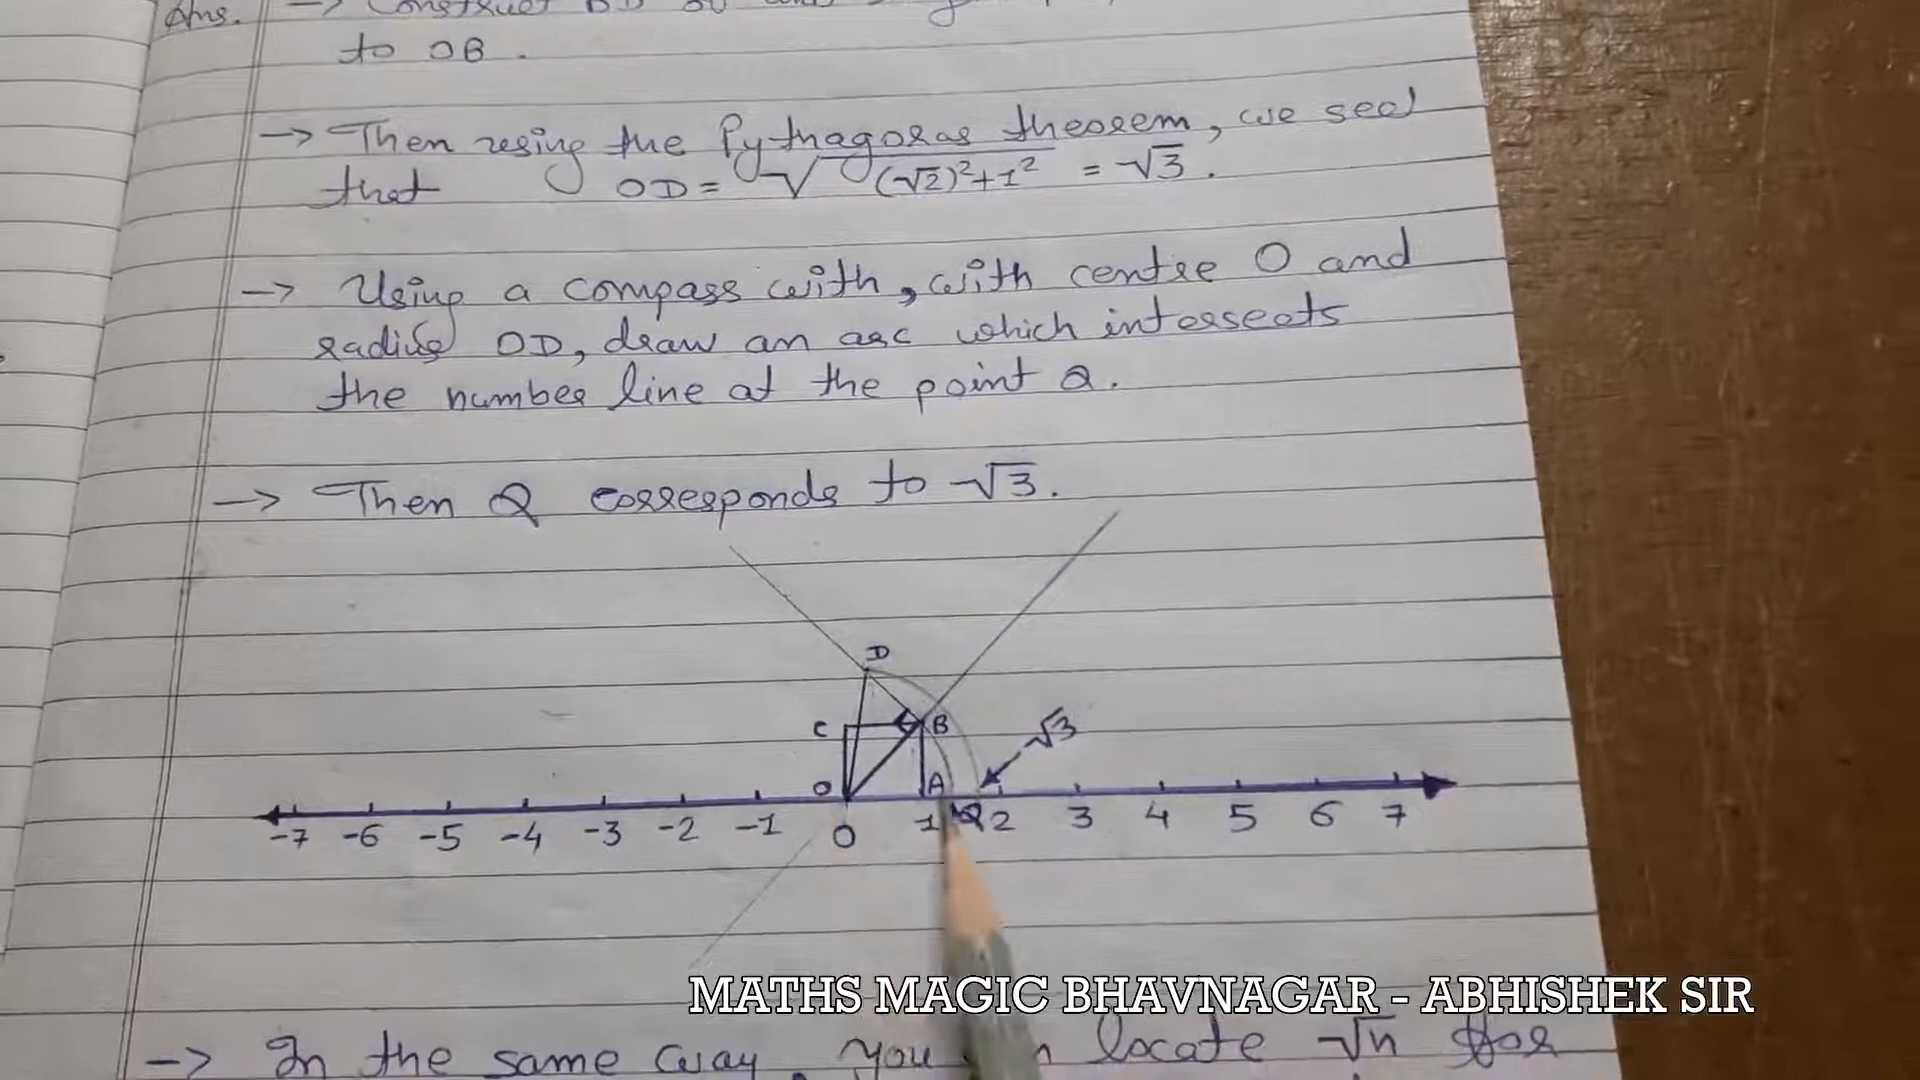 Ans. → Construct BD
to OB.
→ Then using the Pythagoras theorem, we see
that OD = √(√2)²+1² = √3.
→ Using a compass with, with centre O and
radius OD, draw an arc which interseats
the number line at the point Q.
→ Then Q corresponds to √3.
D
C B √3
O A
-7 -6 -5 -4 -3 -2 -1 0 1 Q 2 3 4 5 6 7
MATHS MAGIC BHAVNAGAR - ABHISHEK SIR
→ In the same way, you locate √n for